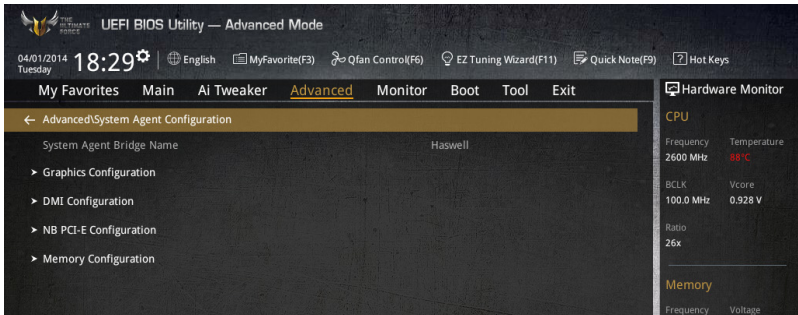 THE ULTIMATE FORCE
UEFI BIOS Utility — Advanced Mode
04/01/2014
Tuesday
18:29
English
MyFavorite(F3)
Qfan Control(F6)
EZ Tuning Wizard(F11)
Quick Note(F9)
? Hot Keys
My Favorites Main Ai Tweaker Advanced Monitor Boot Tool Exit
Hardware Monitor
← Advanced\System Agent Configuration
System Agent Bridge Name Haswell
> Graphics Configuration
> DMI Configuration
> NB PCI-E Configuration
> Memory Configuration
CPU
Frequency Temperature
2600 MHz 88°C
BCLK Vcore
100.0 MHz 0.928 V
Ratio
26x
Memory
Frequency Voltage